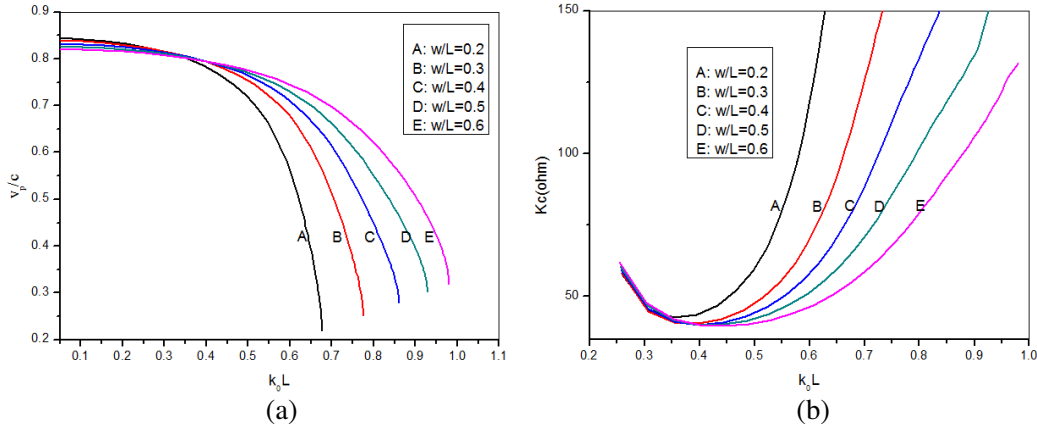 0.9
0.8
0.7
0.6
0.5
0.4
0.3
0.2
v_p/c
A: w/L=0.2
B: w/L=0.3
C: w/L=0.4
D: w/L=0.5
E: w/L=0.6
A
B
C
D
E
0.1 0.2 0.3 0.4 0.5 0.6 0.7 0.8 0.9 1.0 1.1
k_0L
(a)
150
100
50
Kc(ohm)
A: w/L=0.2
B: w/L=0.3
C: w/L=0.4
D: w/L=0.5
E: w/L=0.6
A
B
C
D
E
0.2 0.3 0.4 0.5 0.6 0.7 0.8 0.9 1.0
k_0L
(b)